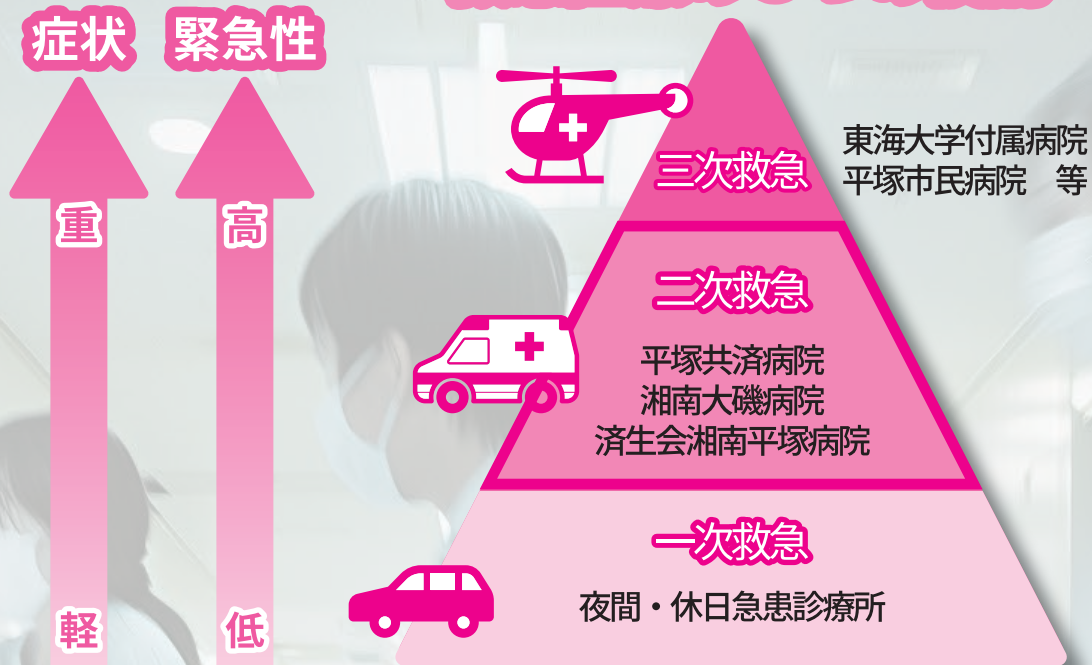 症状
緊急性
重
高
軽
低
三次救急
東海大学付属病院
平塚市民病院　等
二次救急
平塚共済病院
湘南大磯病院
済生会湘南平塚病院
一次救急
夜間・休日急患診療所